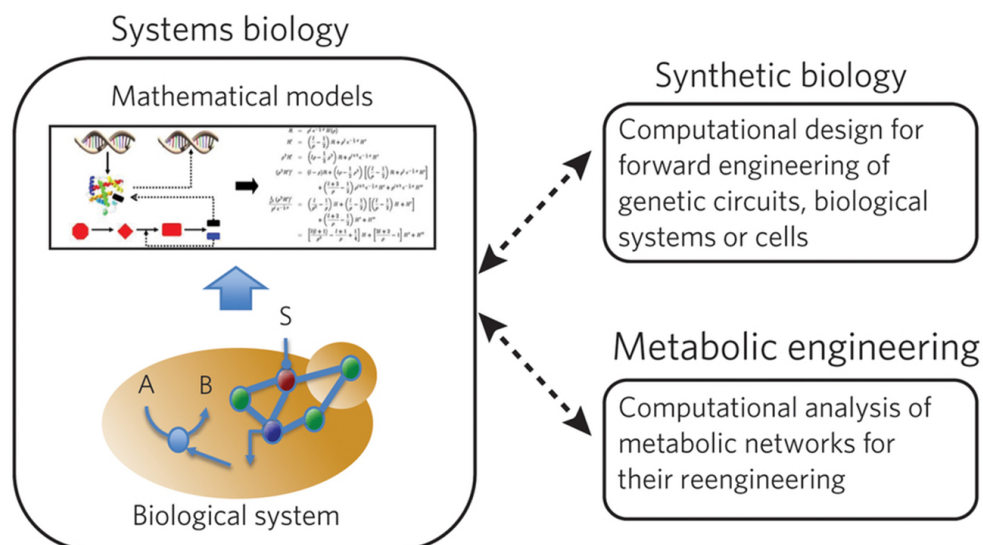 Systems biology
Mathematical models
S
A
B
Biological system
Synthetic biology
Computational design for
forward engineering of
genetic circuits, biological
systems or cells
Metabolic engineering
Computational analysis of
metabolic networks for
their reengineering